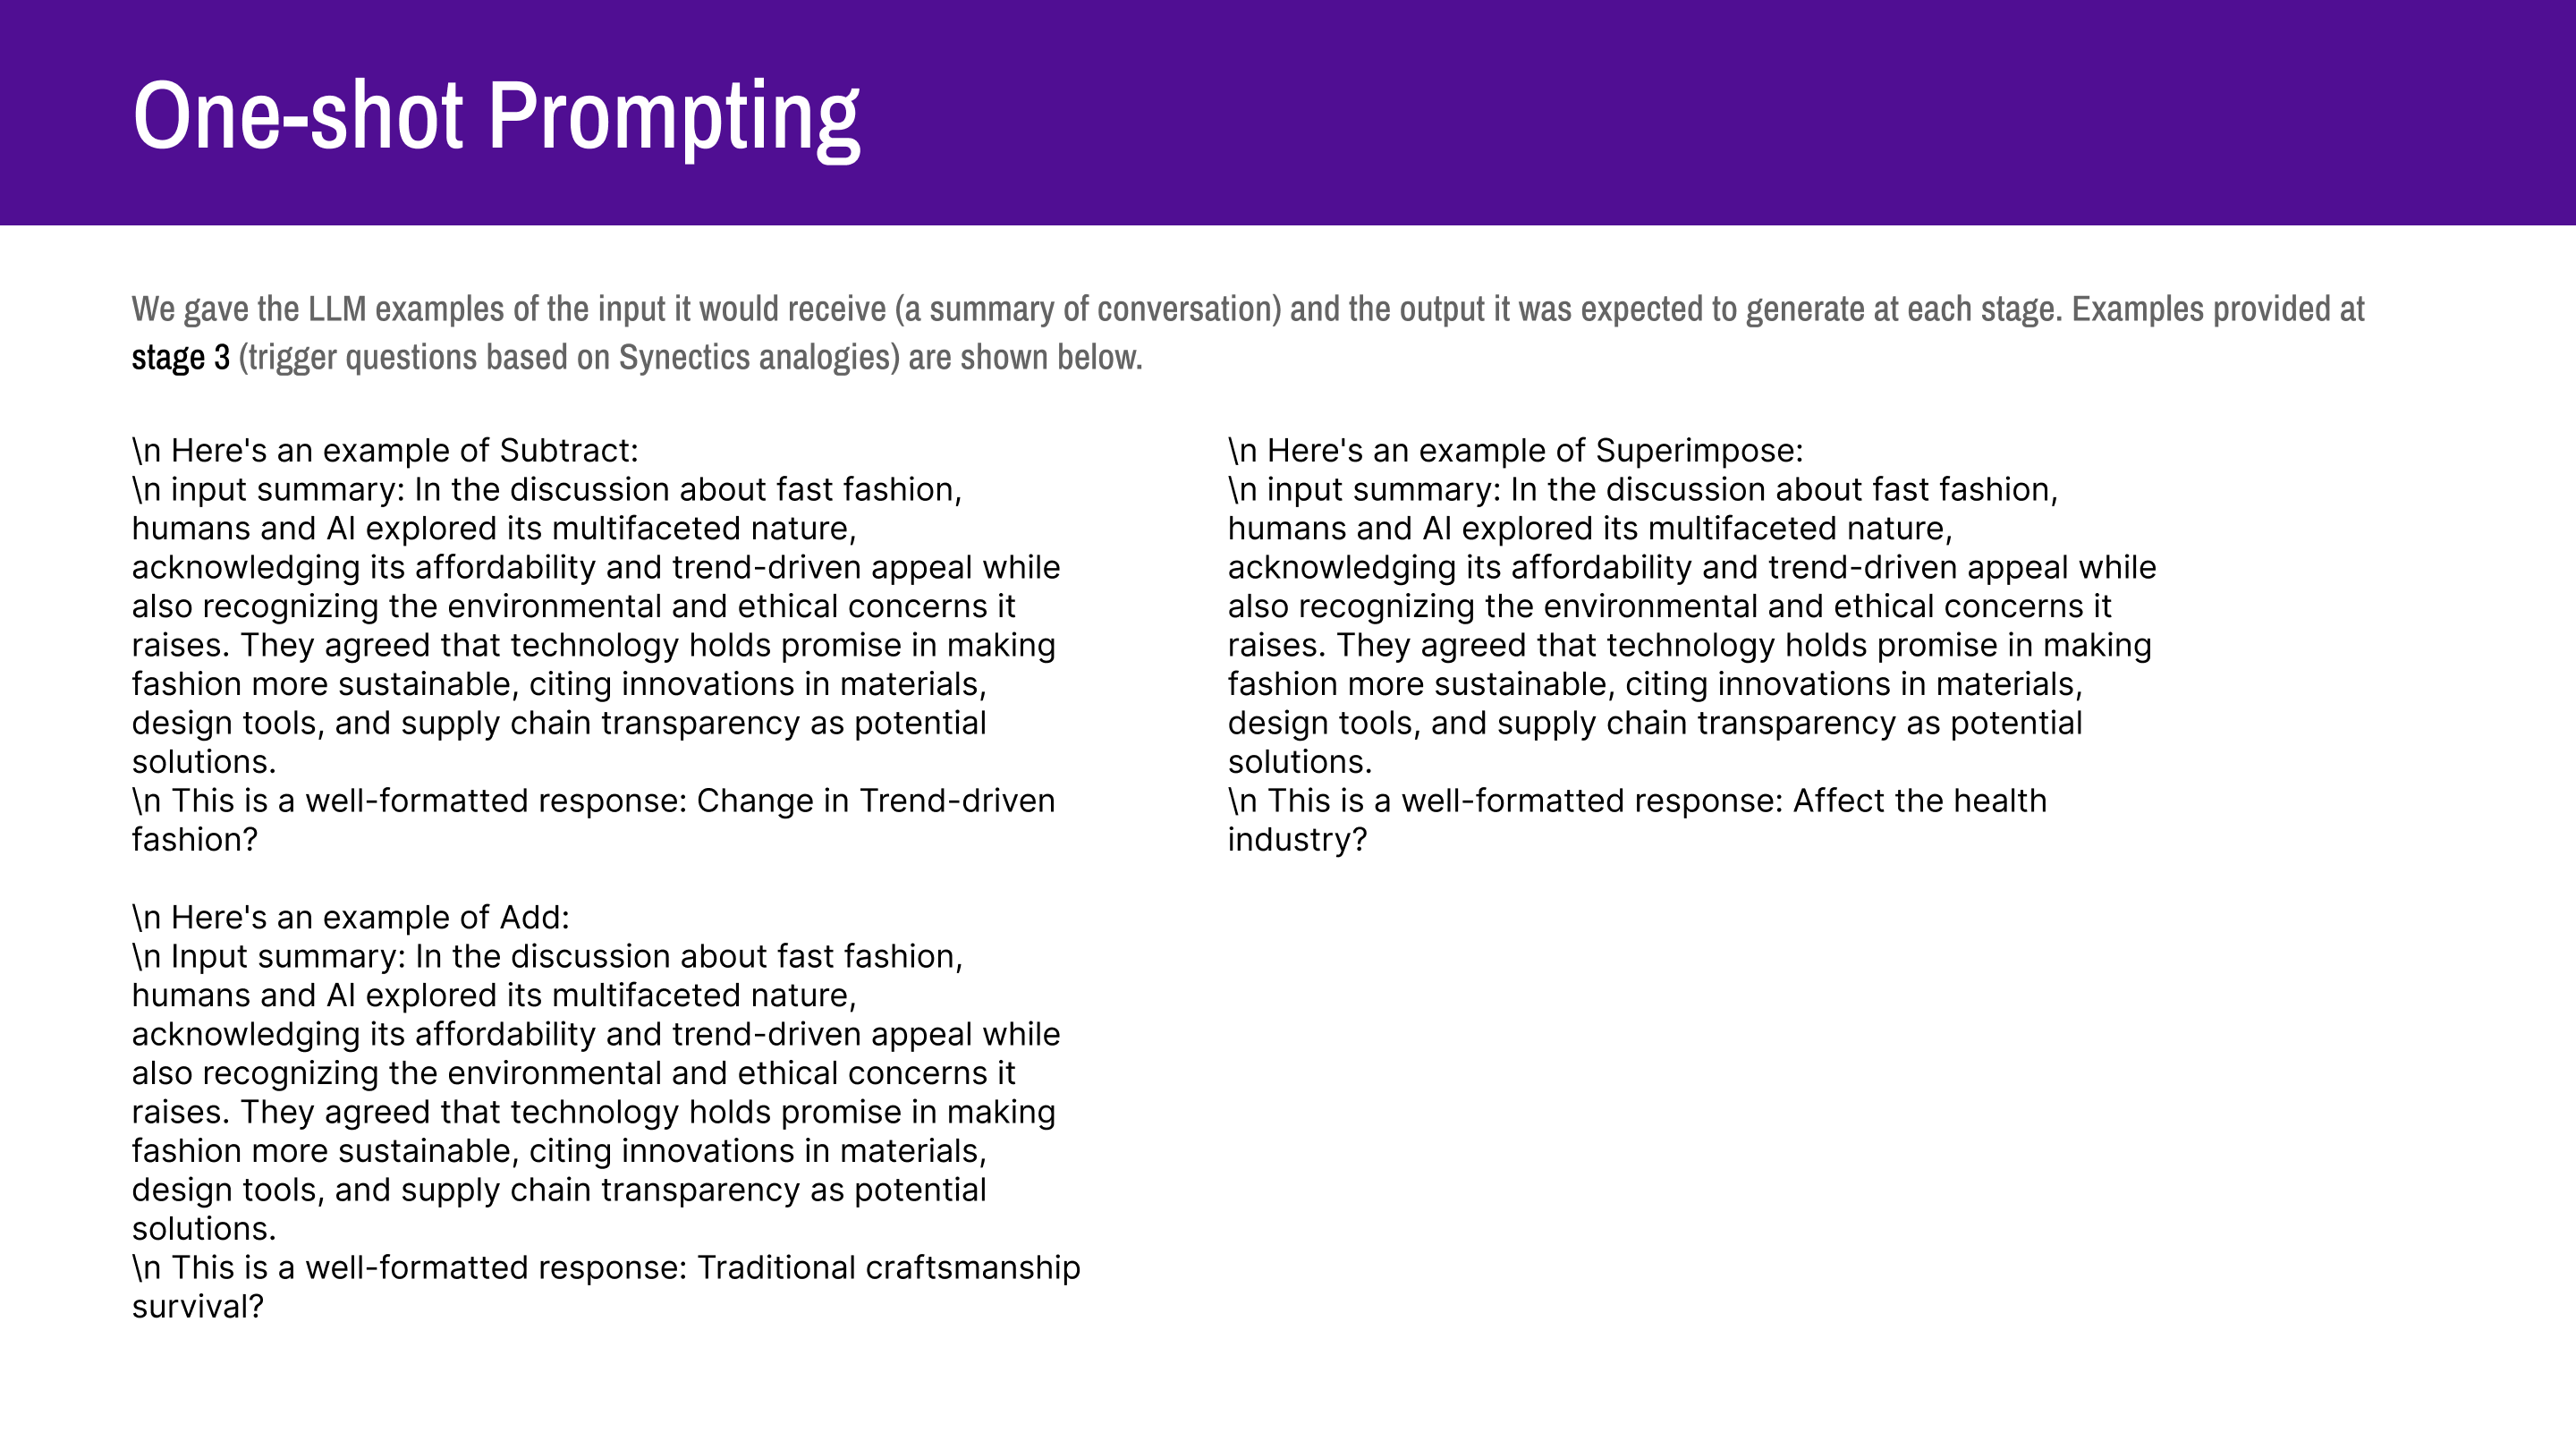 One-shot Prompting
We gave the LLM examples of the input it would receive (a summary of conversation) and the output it was expected to generate at each stage. Examples provided at
stage 3 (trigger questions based on Synectics analogies) are shown below.
\n Here's an example of Subtract:
\n input summary: In the discussion about fast fashion,
humans and AI explored its multifaceted nature,
acknowledging its affordability and trend-driven appeal while
also recognizing the environmental and ethical concerns it
raises. They agreed that technology holds promise in making
fashion more sustainable, citing innovations in materials,
design tools, and supply chain transparency as potential
solutions.
\n This is a well-formatted response: Change in Trend-driven
fashion?
\n Here's an example of Add:
\n Input summary: In the discussion about fast fashion,
humans and AI explored its multifaceted nature,
acknowledging its affordability and trend-driven appeal while
also recognizing the environmental and ethical concerns it
raises. They agreed that technology holds promise in making
fashion more sustainable, citing innovations in materials,
design tools, and supply chain transparency as potential
solutions.
\n This is a well-formatted response: Traditional craftsmanship
survival?
\n Here's an example of Superimpose:
\n input summary: In the discussion about fast fashion,
humans and AI explored its multifaceted nature,
acknowledging its affordability and trend-driven appeal while
also recognizing the environmental and ethical concerns it
raises. They agreed that technology holds promise in making
fashion more sustainable, citing innovations in materials,
design tools, and supply chain transparency as potential
solutions.
\n This is a well-formatted response: Affect the health
industry?